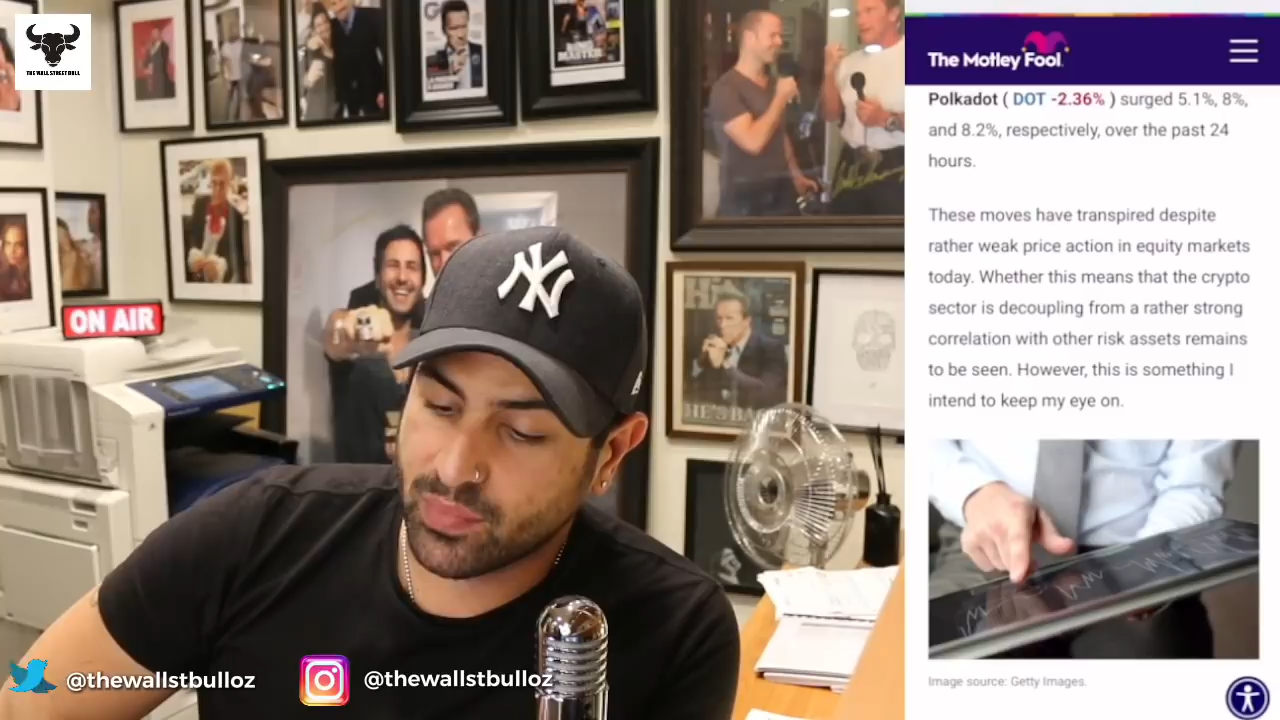 THE WALL STREET BULL
ON AIR
HE'S BACK
@thewallstbulloz
@thewallstbulloz
The Motley Fool
Polkadot ( DOT -2.36% ) surged 5.1%, 8%,
and 8.2%, respectively, over the past 24
hours.
These moves have transpired despite
rather weak price action in equity markets
today. Whether this means that the crypto
sector is decoupling from a rather strong
correlation with other risk assets remains
to be seen. However, this is something I
intend to keep my eye on.
Image source: Getty Images.